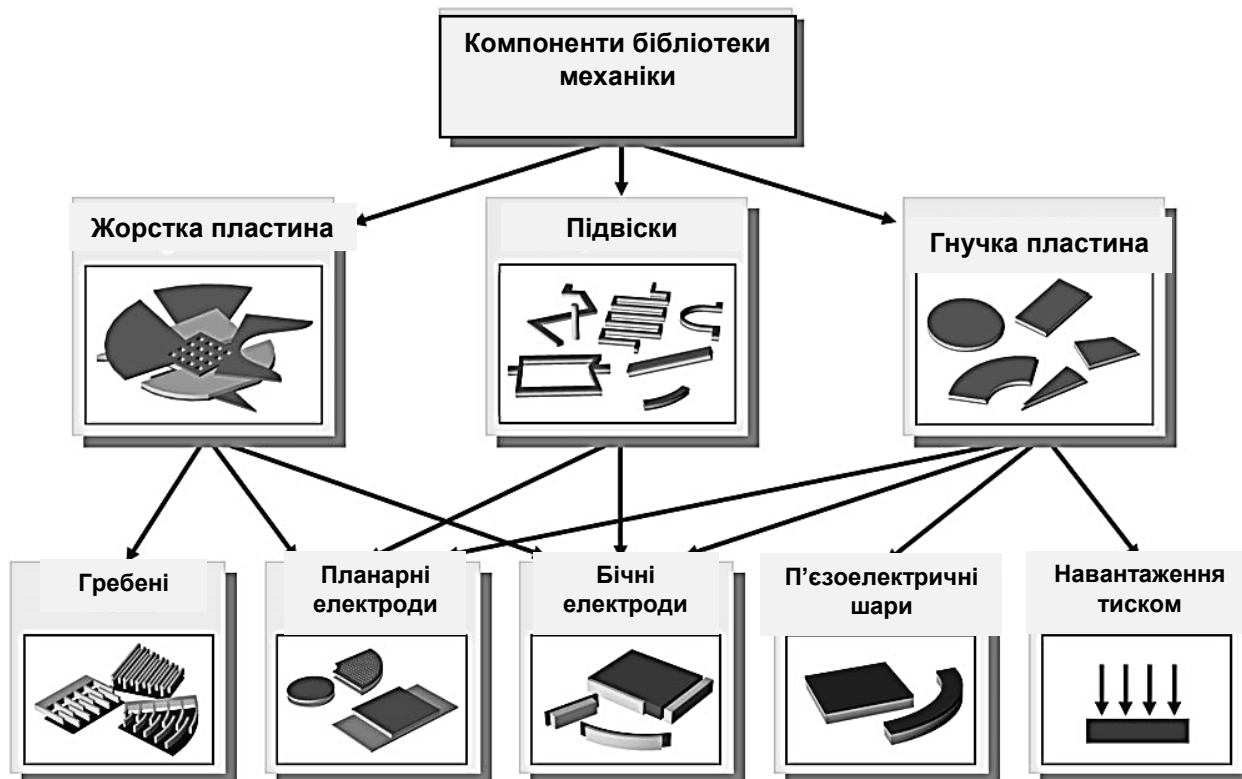 Компоненти бібліотеки
механіки
Жорстка пластина
Підвіски
Гнучка пластина
Гребені
Планарні
електроди
Бічні
електроди
П’єзоелектричні
шари
Навантаження
тиском